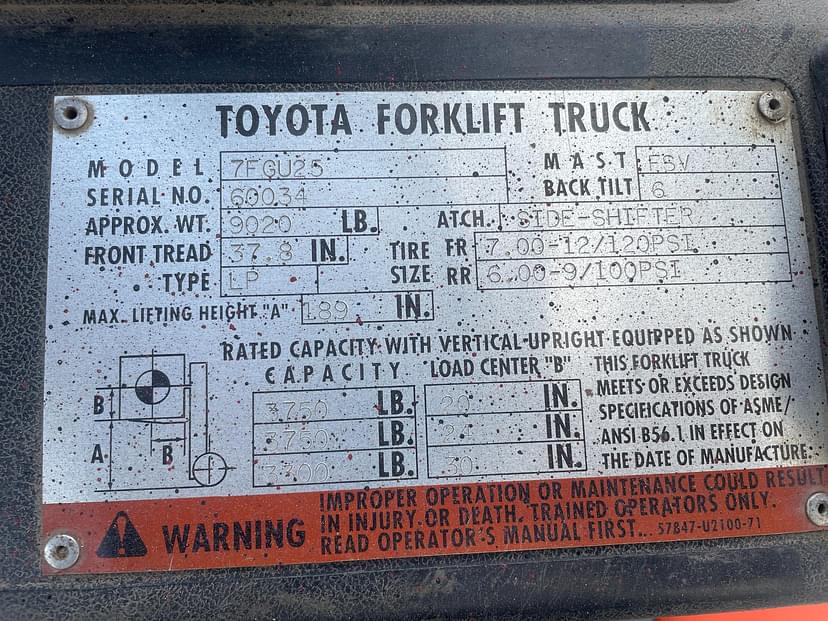 TOYOTA FORKLIFT TRUCK
MODEL 7FGU25 MAST FSV
SERIAL NO. 60034 BACK TILT 6
APPROX. WT. 9020 LB. ATCH. SIDE-SHIFTER
FRONT TREAD 37.8 IN. TIRE SIZE FR 7.00-12/120PSI
TYPE LP RR 6.00-9/100PSI
MAX. LIFTING HEIGHT "A" 189 IN.
RATED CAPACITY WITH VERTICAL UPRIGHT EQUIPPED AS SHOWN
CAPACITY LOAD CENTER "B" THIS FORKLIFT TRUCK
3750 LB. 20 IN. MEETS OR EXCEEDS DESIGN
SPECIFICATIONS OF ASME/
3750 LB. 24 IN. ANSI B56.1 IN EFFECT ON
3300 LB. 30 IN. THE DATE OF MANUFACTURE.
B
A B
WARNING
IMPROPER OPERATION OR MAINTENANCE COULD RESULT
IN INJURY OR DEATH. TRAINED OPERATORS ONLY.
READ OPERATOR'S MANUAL FIRST. 57847-U2100-71